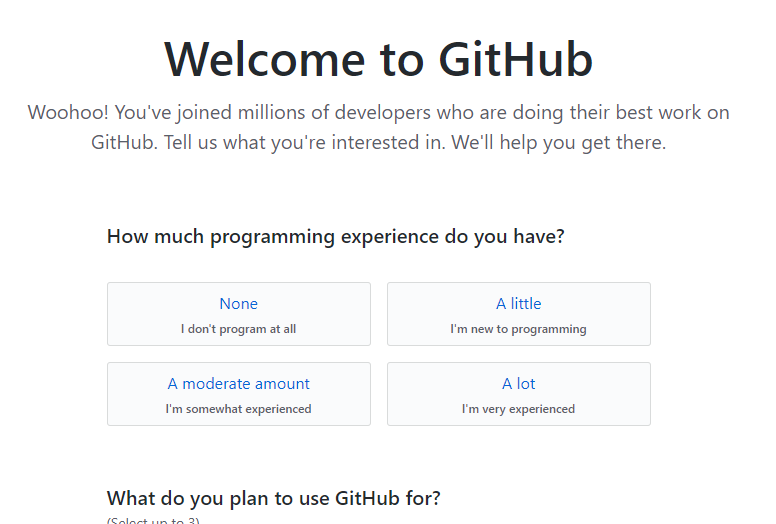 Welcome to GitHub
Woohoo! You've joined millions of developers who are doing their best work on
GitHub. Tell us what you're interested in. We'll help you get there.
How much programming experience do you have?
None
I don't program at all
A little
I'm new to programming
A moderate amount
I'm somewhat experienced
A lot
I'm very experienced
What do you plan to use GitHub for?
(Select up to 3)